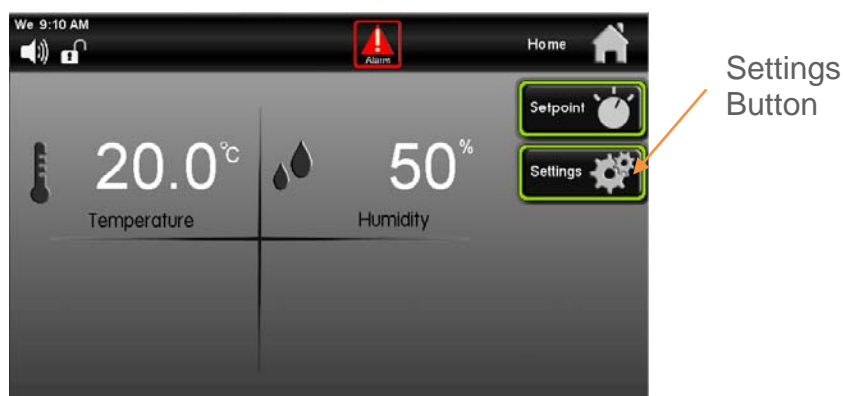 We 9:10 AM
Alarm
Home
Setpoint
Settings
20.0°C
Temperature
50%
Humidity
Settings
Button